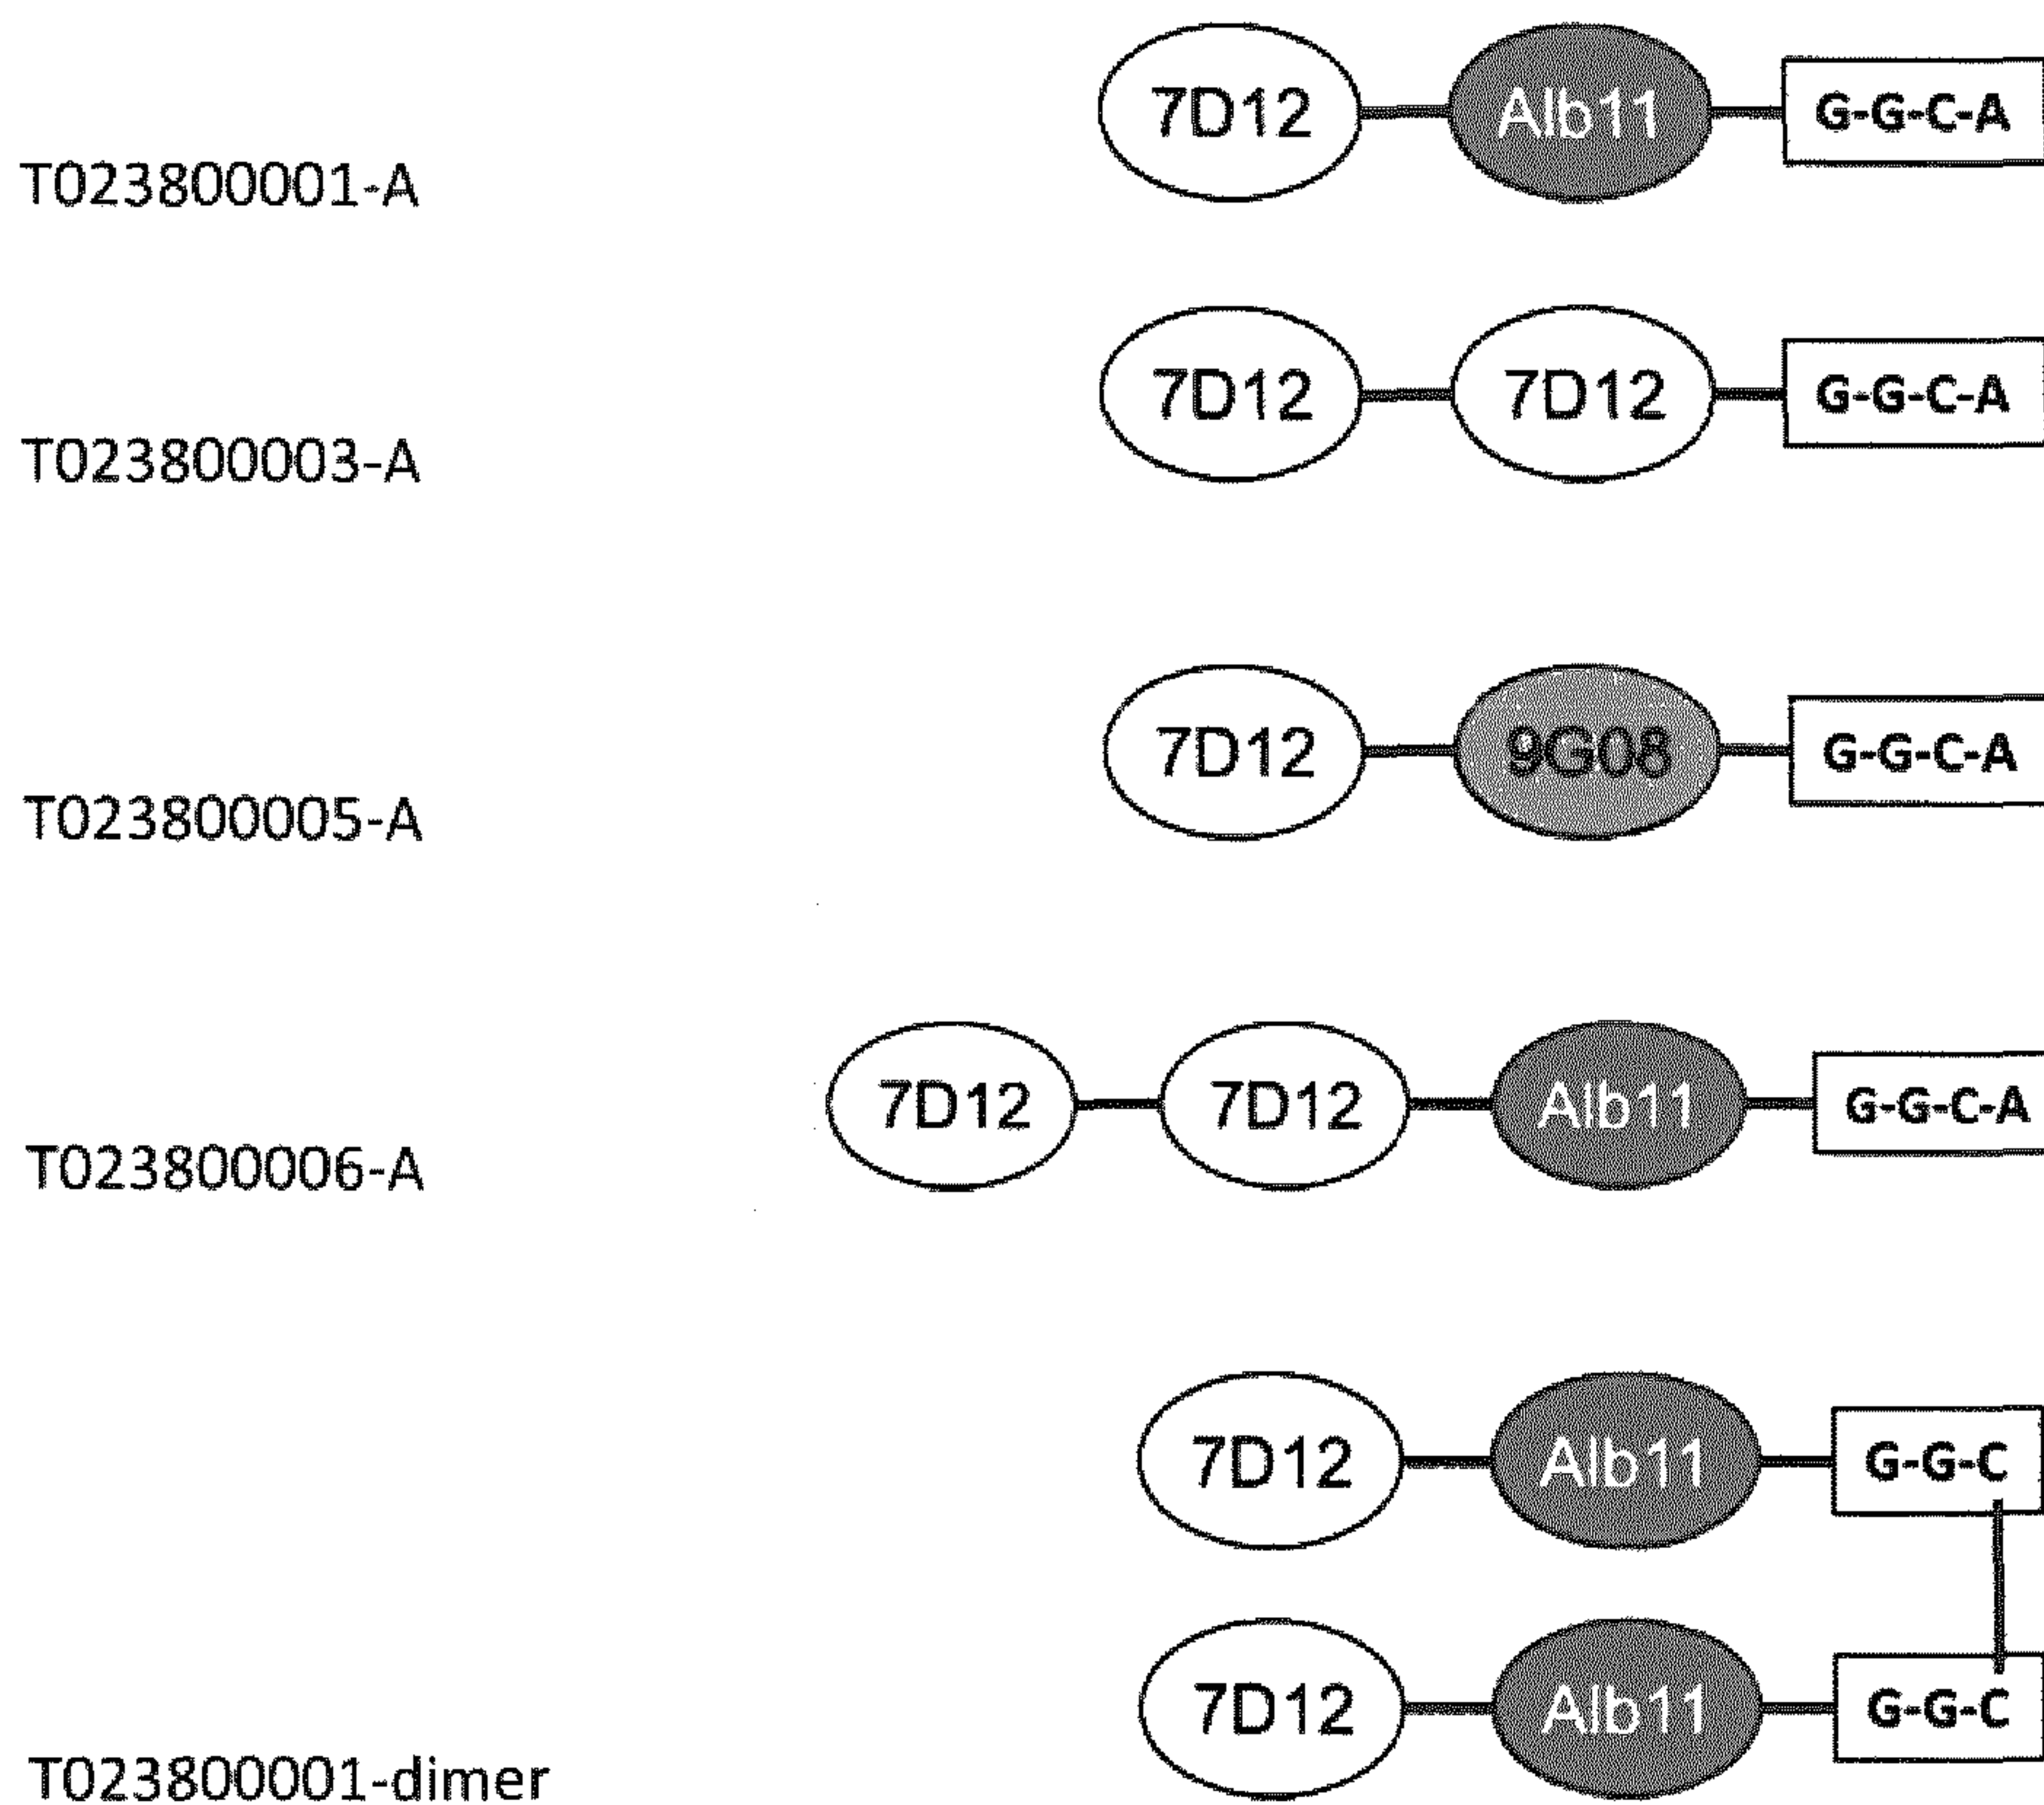 7D12 Alb11 G-G-C-A
T023800001-A
7D12 7D12 G-G-C-A
T023800003-A
7D12 9G08 G-G-C-A
T023800005-A
7D12 7D12 Alb11 G-G-C-A
T023800006-A
7D12 Alb11 G-G-C
7D12 Alb11 G-G-C
T023800001-dimer